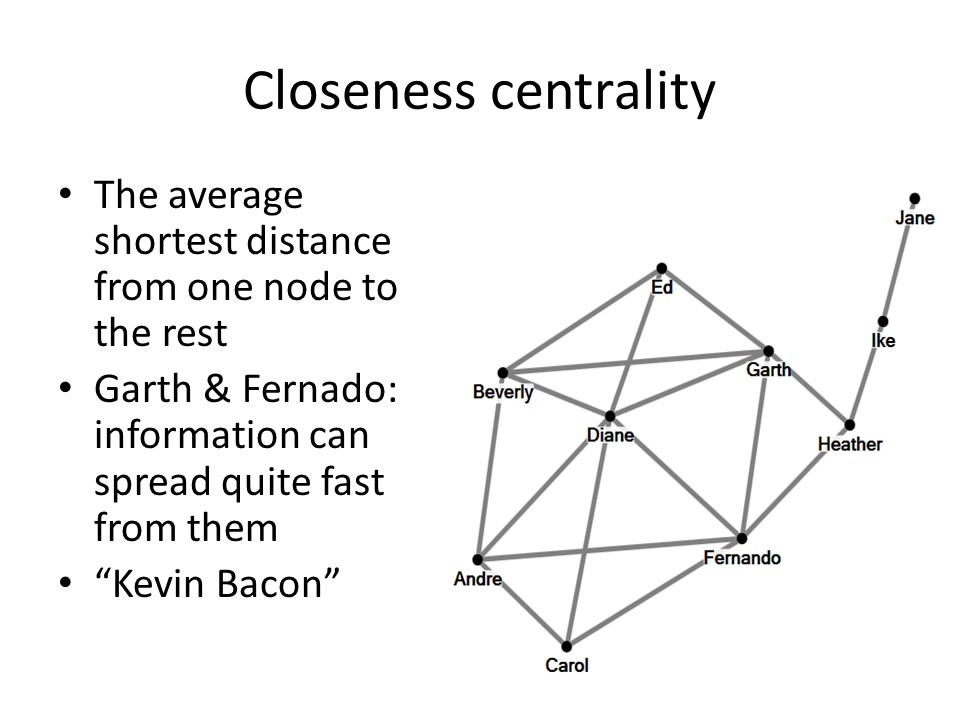 Closeness centrality
• The average
shortest distance
from one node to
the rest
• Garth & Fernado:
information can
spread quite fast
from them
• “Kevin Bacon”
Jane
Ed
Ike
Garth
Beverly
Diane
Heather
Fernando
Andre
Carol